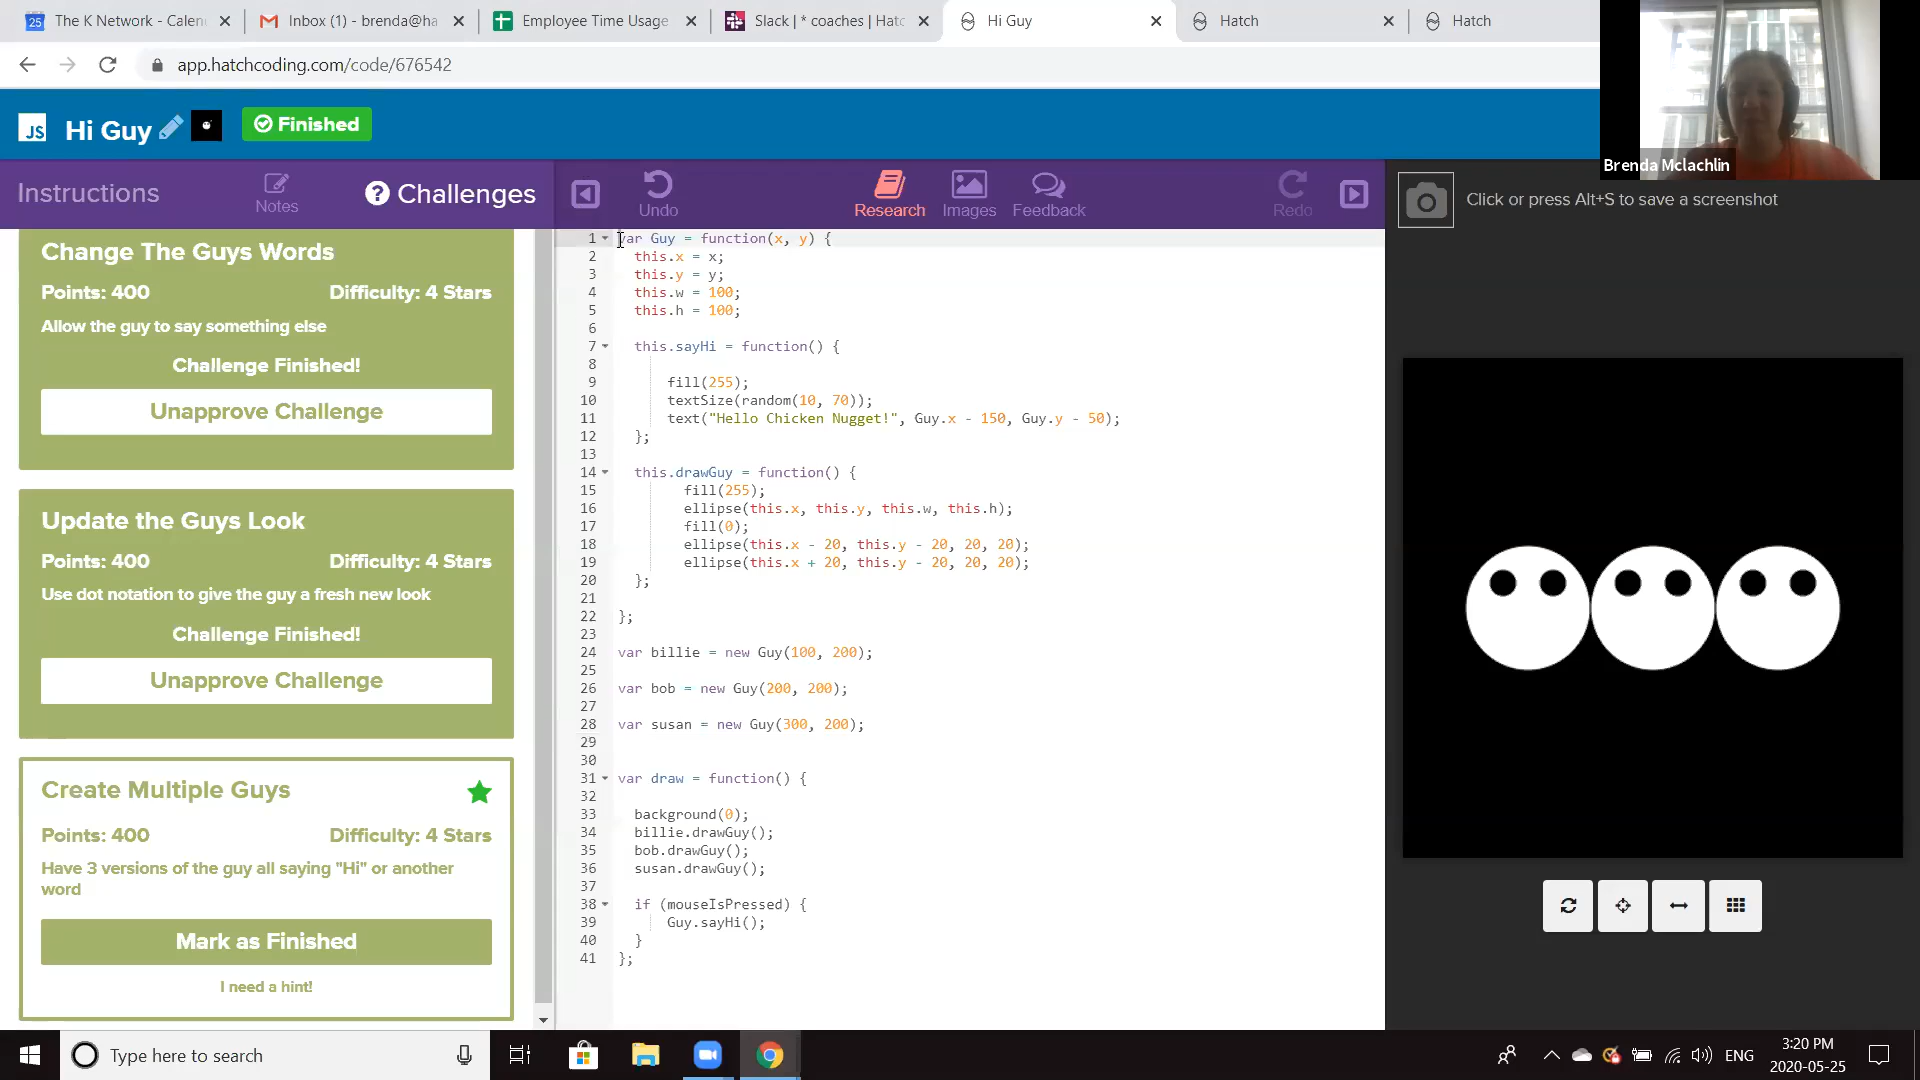 The K Network - Calen
Inbox (1) - brenda@ha
Employee Time Usage
Slack | * coaches | Hatc
Hi Guy
Hatch
Hatch
app.hatchcoding.com/code/676542
JS
Hi Guy
Finished
Brenda Mclachlin
Instructions
Notes
? Challenges
Undo
Research
Images
Feedback
Redo
Click or press Alt+S to save a screenshot
Change The Guys Words
Points: 400
Difficulty: 4 Stars
Allow the guy to say something else
Challenge Finished!
Unapprove Challenge
Update the Guys Look
Points: 400
Difficulty: 4 Stars
Use dot notation to give the guy a fresh new look
Challenge Finished!
Unapprove Challenge
Create Multiple Guys
Points: 400
Difficulty: 4 Stars
Have 3 versions of the guy all saying "Hi" or another
word
Mark as Finished
I need a hint!
1 var Guy = function(x, y) {
2 this.x = x;
3 this.y = y;
4 this.w = 100;
5 this.h = 100;
6
7 this.sayHi = function() {
8
9 fill(255);
10 textSize(random(10, 70));
11 text("Hello Chicken Nugget!", Guy.x - 150, Guy.y - 50);
12 };
13
14 this.drawGuy = function() {
15 fill(255);
16 ellipse(this.x, this.y, this.w, this.h);
17 fill(0);
18 ellipse(this.x - 20, this.y - 20, 20, 20);
19 ellipse(this.x + 20, this.y - 20, 20, 20);
20 };
21
22 };
23
24 var billie = new Guy(100, 200);
25
26 var bob = new Guy(200, 200);
27
28 var susan = new Guy(300, 200);
29
30
31 var draw = function() {
32
33 background(0);
34 billie.drawGuy();
35 bob.drawGuy();
36 susan.drawGuy();
37
38 if (mouseIsPressed) {
39 Guy.sayHi();
40 }
41 };
Type here to search
ENG
3:20 PM
2020-05-25